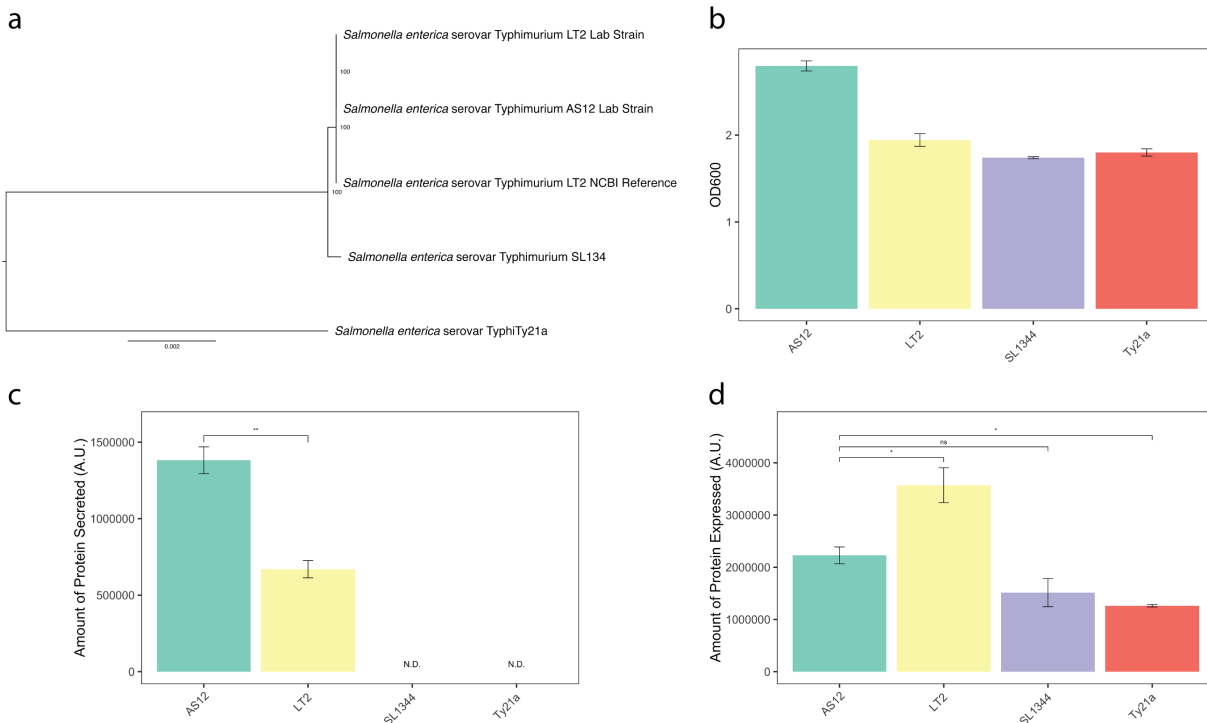 a
Salmonella enterica serovar Typhimurium LT2 Lab Strain
100
Salmonella enterica serovar Typhimurium AS12 Lab Strain
100
Salmonella enterica serovar Typhimurium LT2 NCBI Reference
100
Salmonella enterica serovar Typhimurium SL134
Salmonella enterica serovar TyphiTy21a
0.002
b
OD600
2
1
0
AS12
LT2
SL1344
Ty21a
c
Amount of Protein Secreted (A.U.)
1500000
1000000
500000
0
**
N.D.
N.D.
AS12
LT2
SL1344
Ty21a
d
Amount of Protein Expressed (A.U.)
4000000
3000000
2000000
1000000
0
*
ns
*
AS12
LT2
SL1344
Ty21a